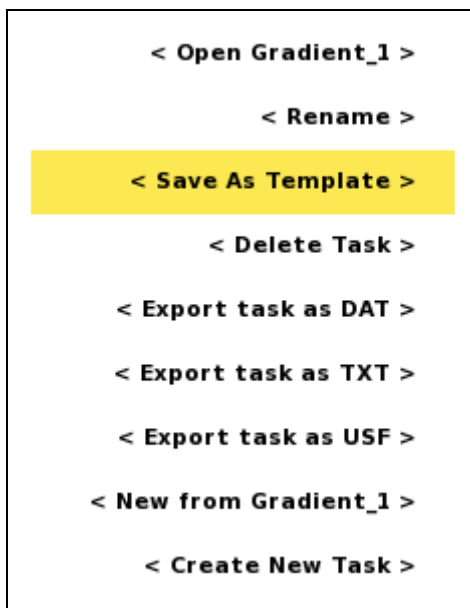 < Open Gradient_1 >
< Rename >
< Save As Template >
< Delete Task >
< Export task as DAT >
< Export task as TXT >
< Export task as USF >
< New from Gradient_1 >
< Create New Task >